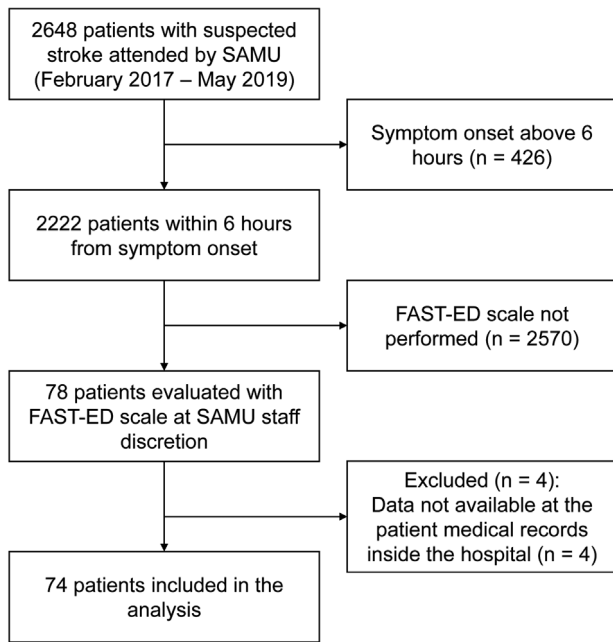 2648 patients with suspected
stroke attended by SAMU
(February 2017 – May 2019)
Symptom onset above 6
hours (n = 426)
2222 patients within 6 hours
from symptom onset
FAST-ED scale not
performed (n = 2570)
78 patients evaluated with
FAST-ED scale at SAMU staff
discretion
Excluded (n = 4):
Data not available at the
patient medical records
inside the hospital (n = 4)
74 patients included in the
analysis